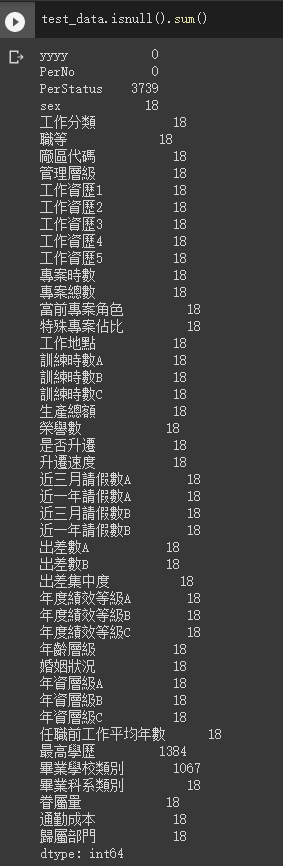 test_data.isnull().sum()
yyyy 0
PerNo 0
PerStatus 3739
sex 18
工作分類 18
職等 18
廠區代碼 18
管理層級 18
工作資歷1 18
工作資歷2 18
工作資歷3 18
工作資歷4 18
工作資歷5 18
專案時數 18
專案總數 18
當前專案角色 18
特殊專案佔比 18
工作地點 18
訓練時數A 18
訓練時數B 18
訓練時數C 18
生產總額 18
榮譽數 18
是否升遷 18
升遷速度 18
近三月請假數A 18
近一年請假數A 18
近三月請假數B 18
近一年請假數B 18
出差數A 18
出差數B 18
出差集中度 18
年度績效等級A 18
年度績效等級B 18
年度績效等級C 18
年齡層級 18
婚姻狀況 18
年資層級A 18
年資層級B 18
年資層級C 18
任職前工作平均年數 18
最高學歷 1384
畢業學校類別 1067
畢業科系類別 18
眷屬量 18
通勤成本 18
歸屬部門 18
dtype: int64